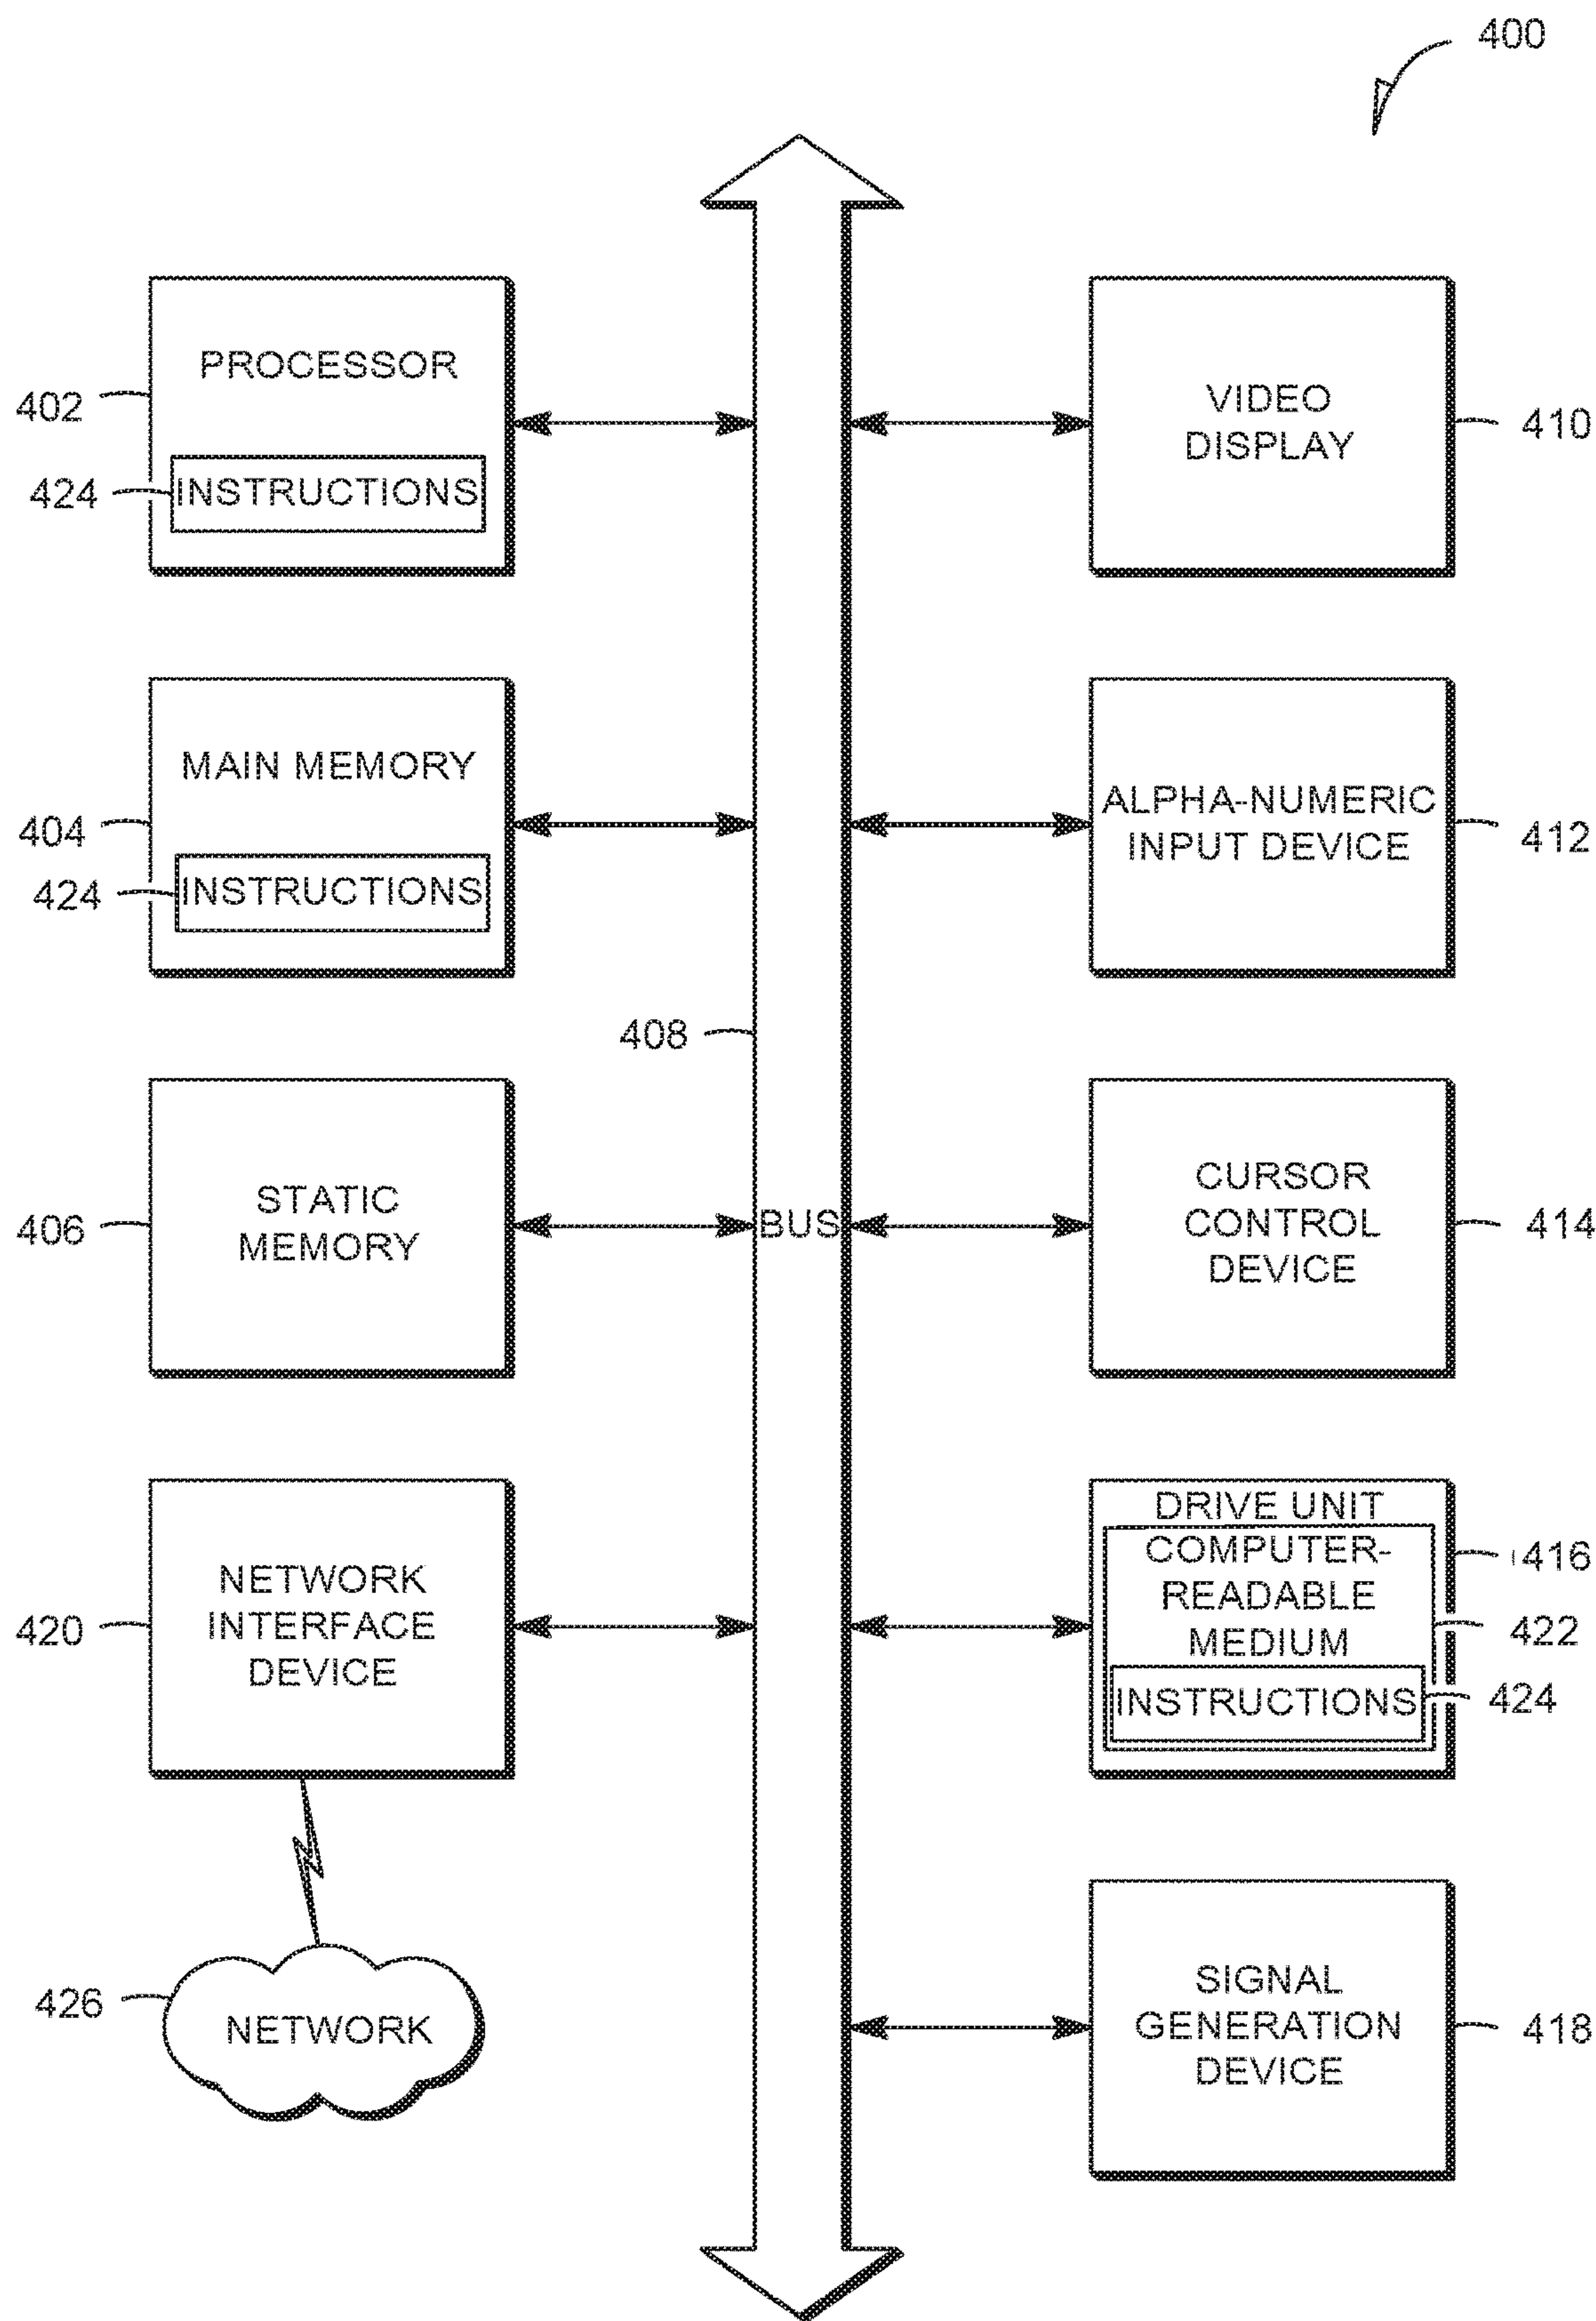 400
PROCESSOR
402
424
INSTRUCTIONS
VIDEO
DISPLAY
410
MAIN MEMORY
404
424
INSTRUCTIONS
ALPHA-NUMERIC
INPUT DEVICE
412
408
BUS
STATIC
MEMORY
406
CURSOR
CONTROL
DEVICE
414
NETWORK
INTERFACE
DEVICE
420
DRIVE UNIT
416
COMPUTER-
READABLE
MEDIUM
422
INSTRUCTIONS
424
426
NETWORK
SIGNAL
GENERATION
DEVICE
418